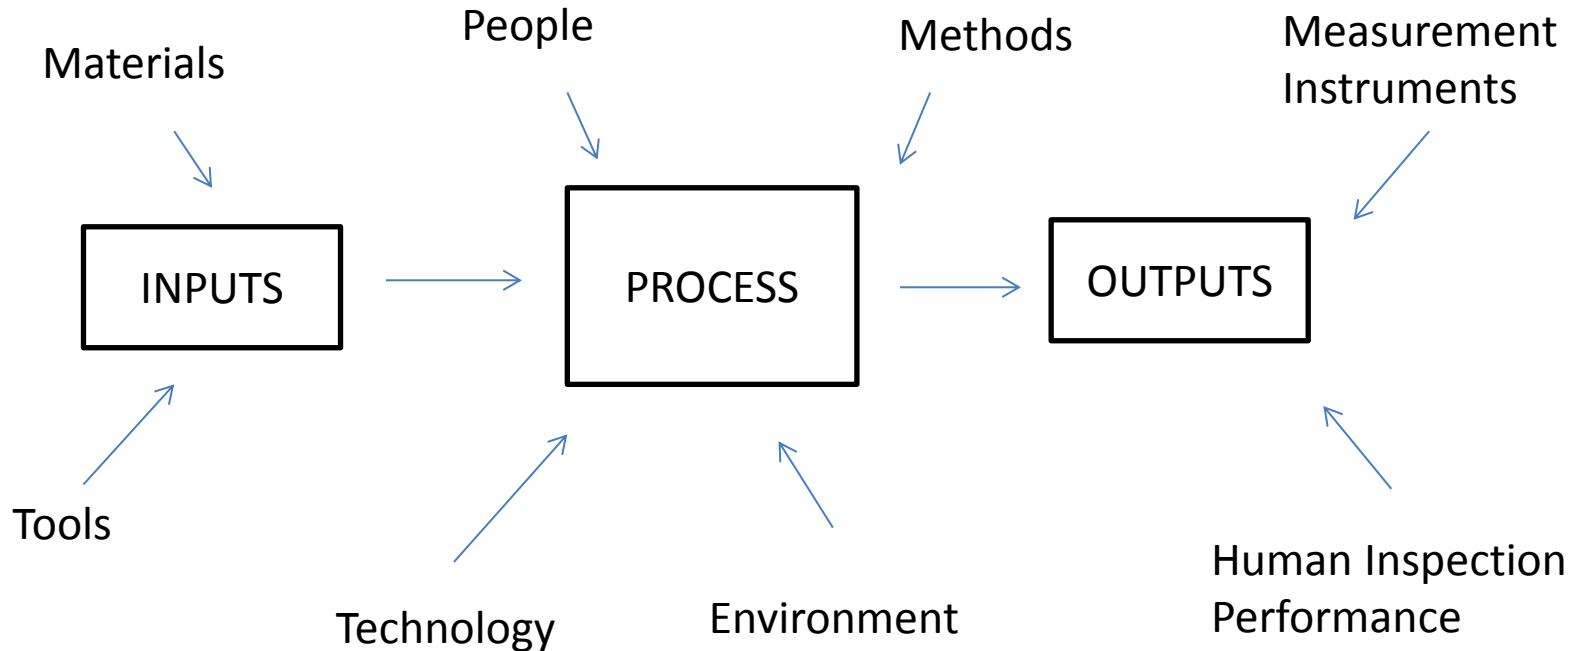 People
Methods
Measurement
Instruments
Materials
INPUTS
PROCESS
OUTPUTS
Tools
Technology
Environment
Human Inspection
Performance